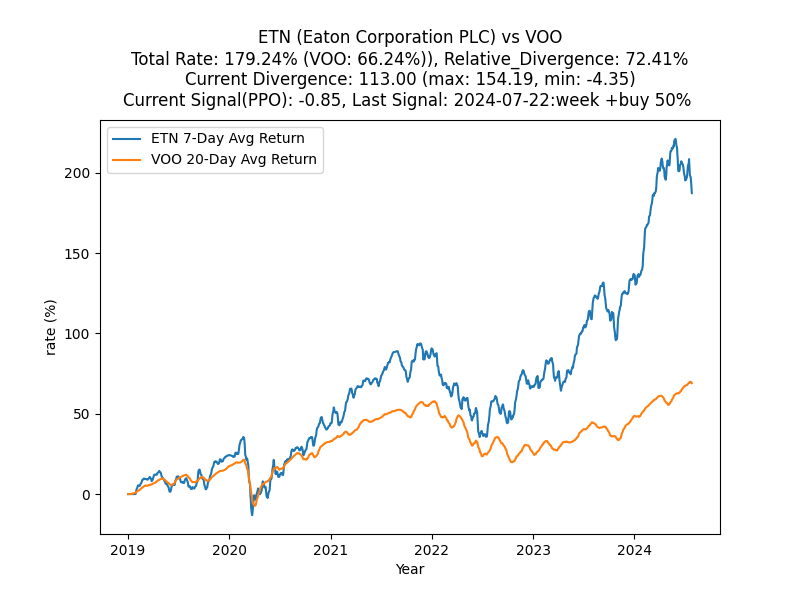 ETN (Eaton Corporation PLC) vs VOO
Total Rate: 179.24% (VOO: 66.24%)), Relative_Divergence: 72.41%
Current Divergence: 113.00 (max: 154.19, min: -4.35)
Current Signal(PPO): -0.85, Last Signal: 2024-07-22:week +buy 50%
ETN 7-Day Avg Return
VOO 20-Day Avg Return
rate (%)
200
150
100
50
0
2019 2020 2021 2022 2023 2024
Year